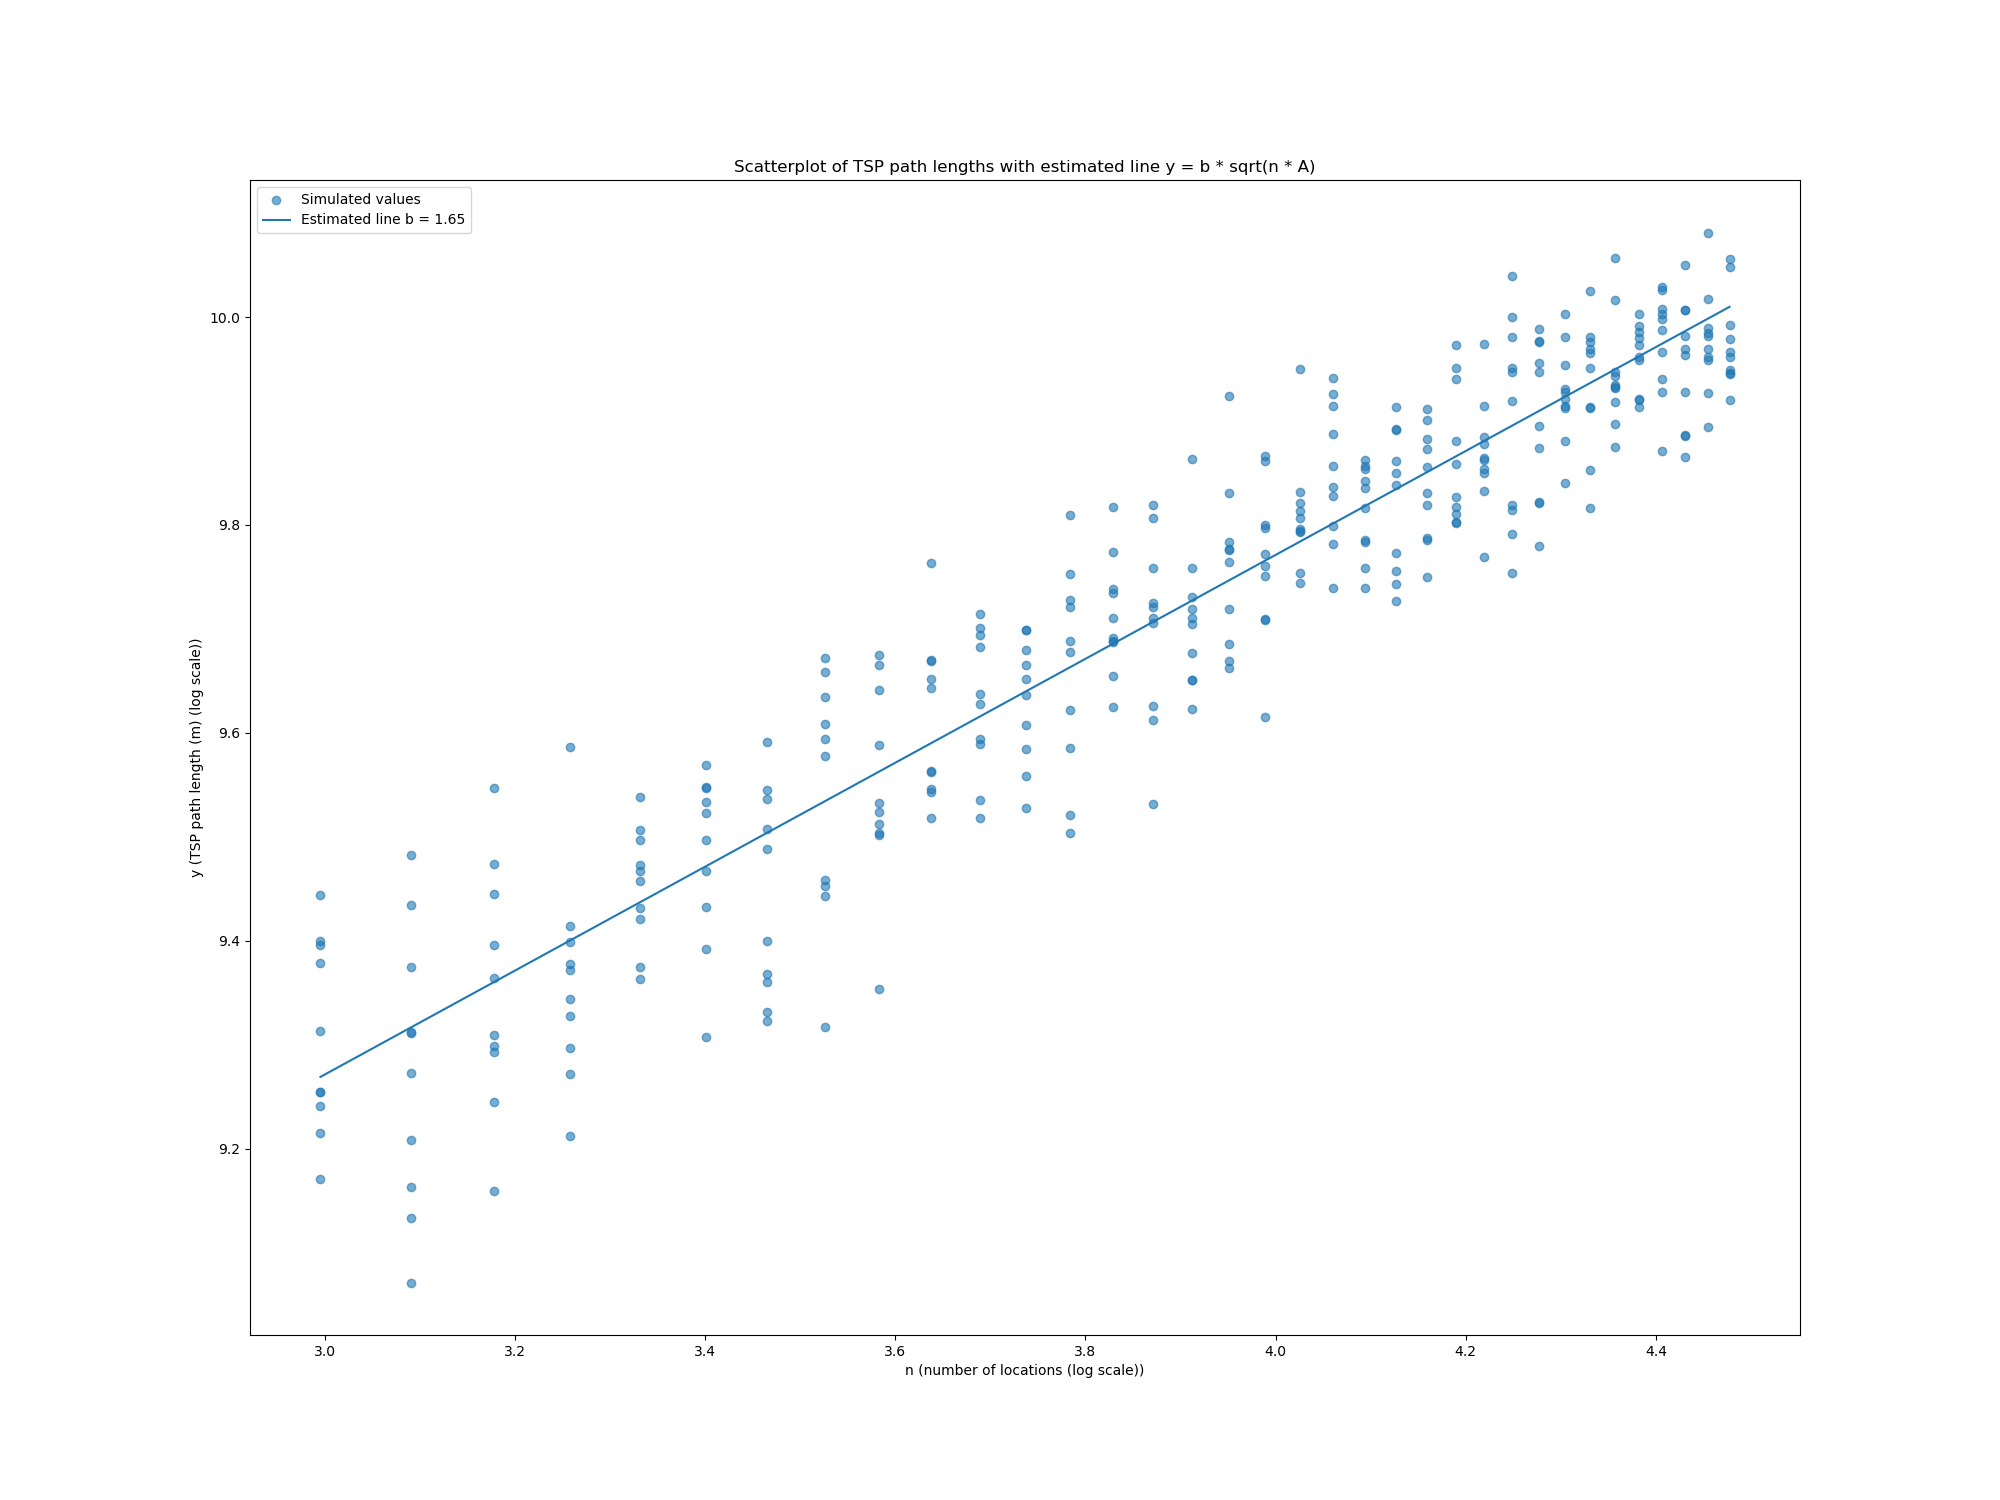 Scatterplot of TSP path lengths with estimated line y = b * sqrt(n * A)
Simulated values
Estimated line b = 1.65
10.0
9.8
9.6
9.4
9.2
y (TSP path length (m) (log scale))
3.0 3.2 3.4 3.6 3.8 4.0 4.2 4.4
n (number of locations (log scale))